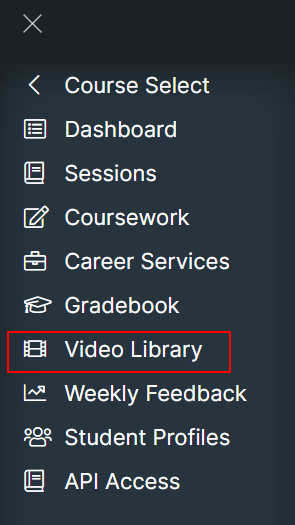 Course Select
Dashboard
Sessions
Coursework
Career Services
Gradebook
Video Library
Weekly Feedback
Student Profiles
API Access